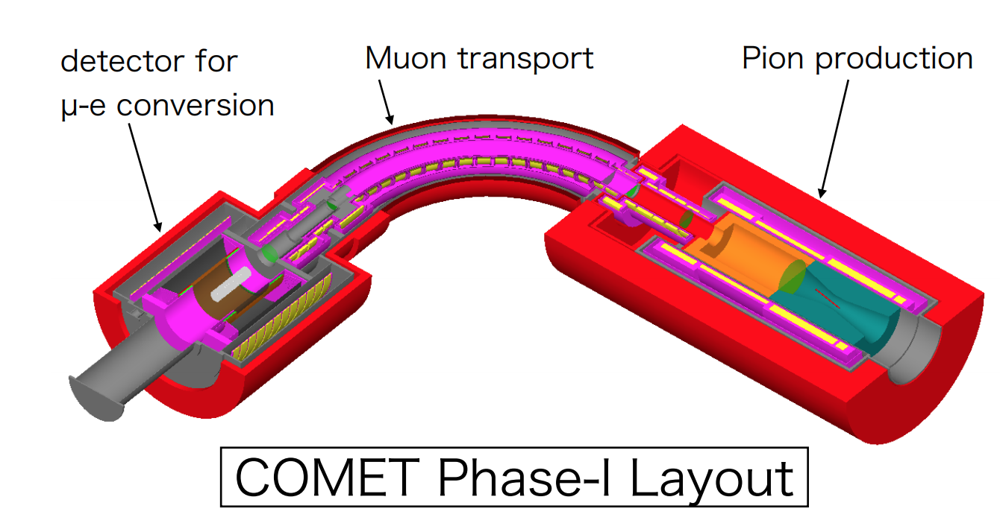 detector for
μ-e conversion
Muon transport
Pion production
COMET Phase-I Layout